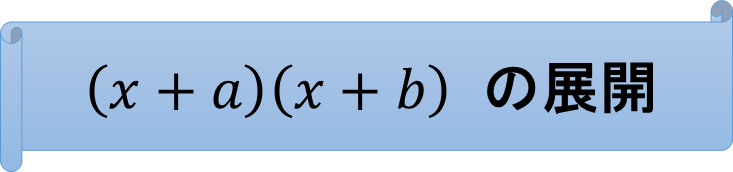 (x + a)(x + b) の展開